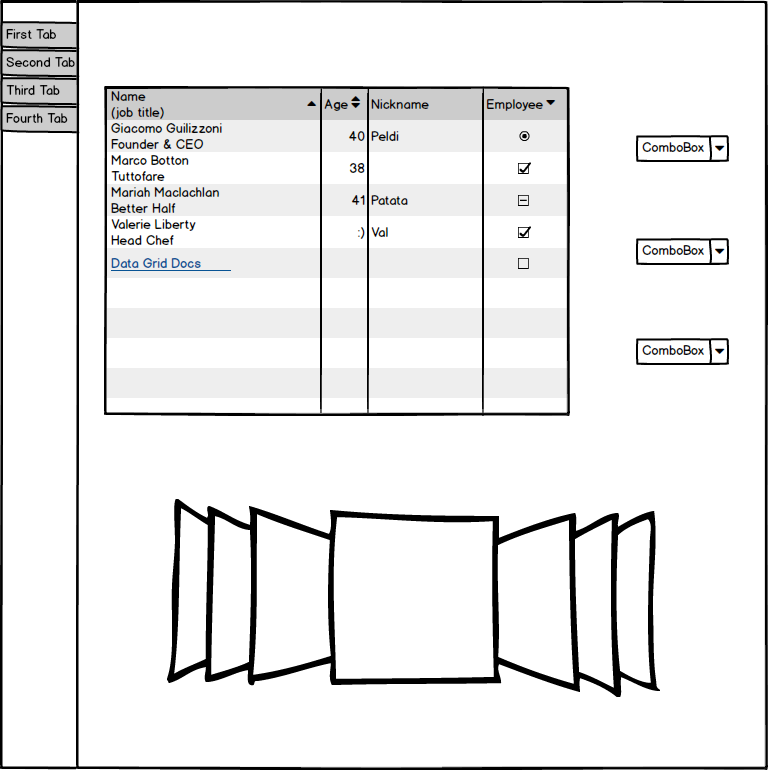 First Tab
Second Tab
Third Tab
Fourth Tab
Name
(job title)
Age
Nickname
Employee
Giacomo Guilizzoni
Founder & CEO
40
Peldi
Marco Botton
Tuttofare
38
Mariah Maclachlan
Better Half
41
Patata
Valerie Liberty
Head Chef
:)
Val
Data Grid Docs
ComboBox
ComboBox
ComboBox